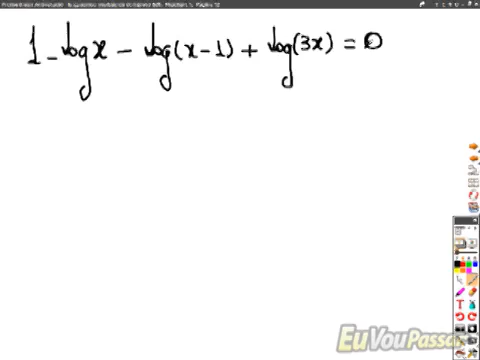 1 - log x - log(x-1) + log(3x) = 0
EuVouPassar